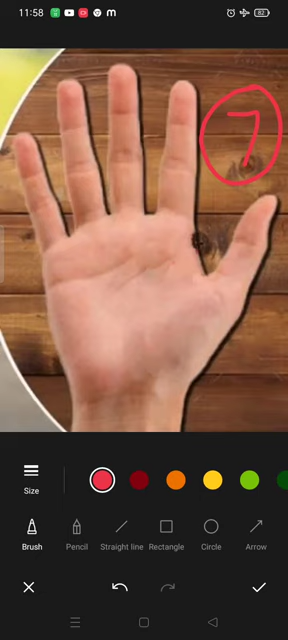 11:58
m
82
7
Size
Brush
Pencil
Straight line
Rectangle
Circle
Arrow